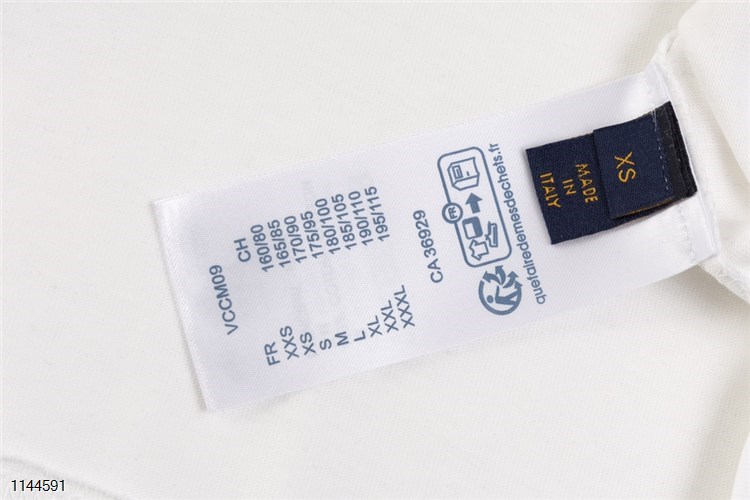 VCCM09
FR CH
XXS 160/80
XS 165/85
S 170/90
M 175/95
L 180/100
XL 185/105
XXL 190/110
XXXL 195/115
CA 36929
FR
quefairedemesdechets.fr
MADE
IN
ITALY
XS
1144591